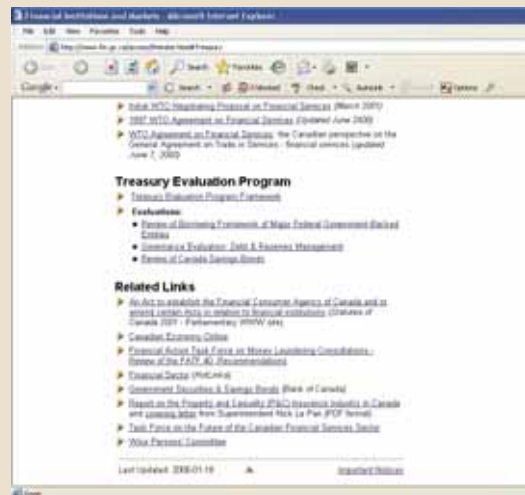 Financial Institutions and Markets - Microsoft Internet Explorer
File Edit View Favorites Tools Help
Search Favorites
Google Search
Initial WTO Negotiating Proposal on Financial Services (March 2001)
1997 WTO Agreement on Financial Services (Updated June 2000)
WTO Agreement on Financial Services: the Canadian perspective on the
General Agreement on Trade in Services - financial services (updated
June 7, 2000)
Treasury Evaluation Program
Treasury Evaluation Program Framework
Evaluations:
Review of Borrowing Framework of Major Federal Government-Backed
Entities
Governance Evaluation: Debt & Reserves Management
Review of Canada Savings Bonds
Related Links
An Act to establish the Financial Consumer Agency of Canada and to
amend certain Acts in relation to financial institutions (Statutes of
Canada 2001 - Parliamentary WWW site)
Canadian Economy Online
Financial Action Task Force on Money Laundering Consultations -
Review of the FATF 40 Recommendations
Financial Sector (HotLinks)
Government Securities & Savings Bonds (Bank of Canada)
Report on the Property and Casualty (P&C) Insurance Industry in Canada
and covering letter from Superintendent Nick Le Pan (PDF format)
Task Force on the Future of the Canadian Financial Services Sector
Wise Persons' Committee
Last Updated: 2006-01-19 Important Notices